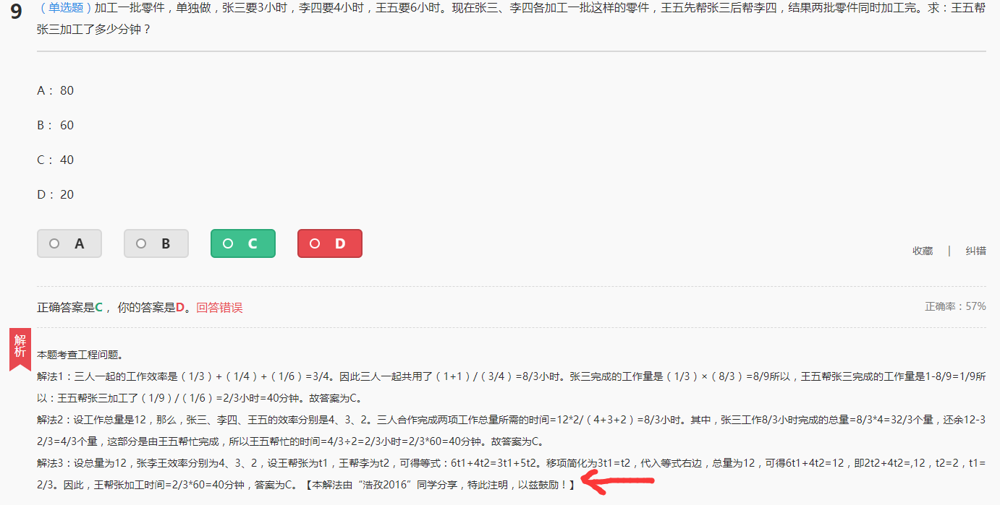 9
（单选题）加工一批零件，单独做，张三要3小时，李四要4小时，王五要6小时。现在张三、李四各加工一批这样的零件，王五先帮张三后帮李四，结果两批零件同时加工完。求：王五帮
张三加工了多少分钟？
A： 80
B： 60
C： 40
D： 20
A B C D
收藏 | 纠错
正确答案是C， 你的答案是D。回答错误 正确率：57%
解析
本题考查工程问题。
解法1：三人一起的工作效率是（1/3）+（1/4）+（1/6）=3/4。因此三人一起共用了（1+1）/（3/4）=8/3小时。张三完成的工作量是（1/3）×（8/3）=8/9所以，王五帮张三完成的工作量是1-8/9=1/9所
以：王五帮张三加工了（1/9）/（1/6）=2/3小时=40分钟。故答案为C。
解法2：设工作总量是12，那么，张三、李四、王五的效率分别是4、3、2。三人合作完成两项工作总量所需的时间=12*2/（4+3+2）=8/3小时。其中，张三工作8/3小时完成的总量=8/3*4=32/3个量，还余12-3
2/3=4/3个量，这部分是由王五帮忙完成，所以王五帮忙的时间=4/3÷2=2/3小时=2/3*60=40分钟。故答案为C。
解法3：设总量为12，张李王效率分别为4、3、2，设王帮张为t1，王帮李为t2，可得等式：6t1+4t2=3t1+5t2。移项简化为3t1=t2，代入等式右边，总量为12，可得6t1+4t2=12，即2t2+4t2=,12，t2=2，t1=
2/3。因此，王帮张加工时间=2/3*60=40分钟，答案为C。【本解法由“浩孜2016”同学分享，特此注明，以兹鼓励！】